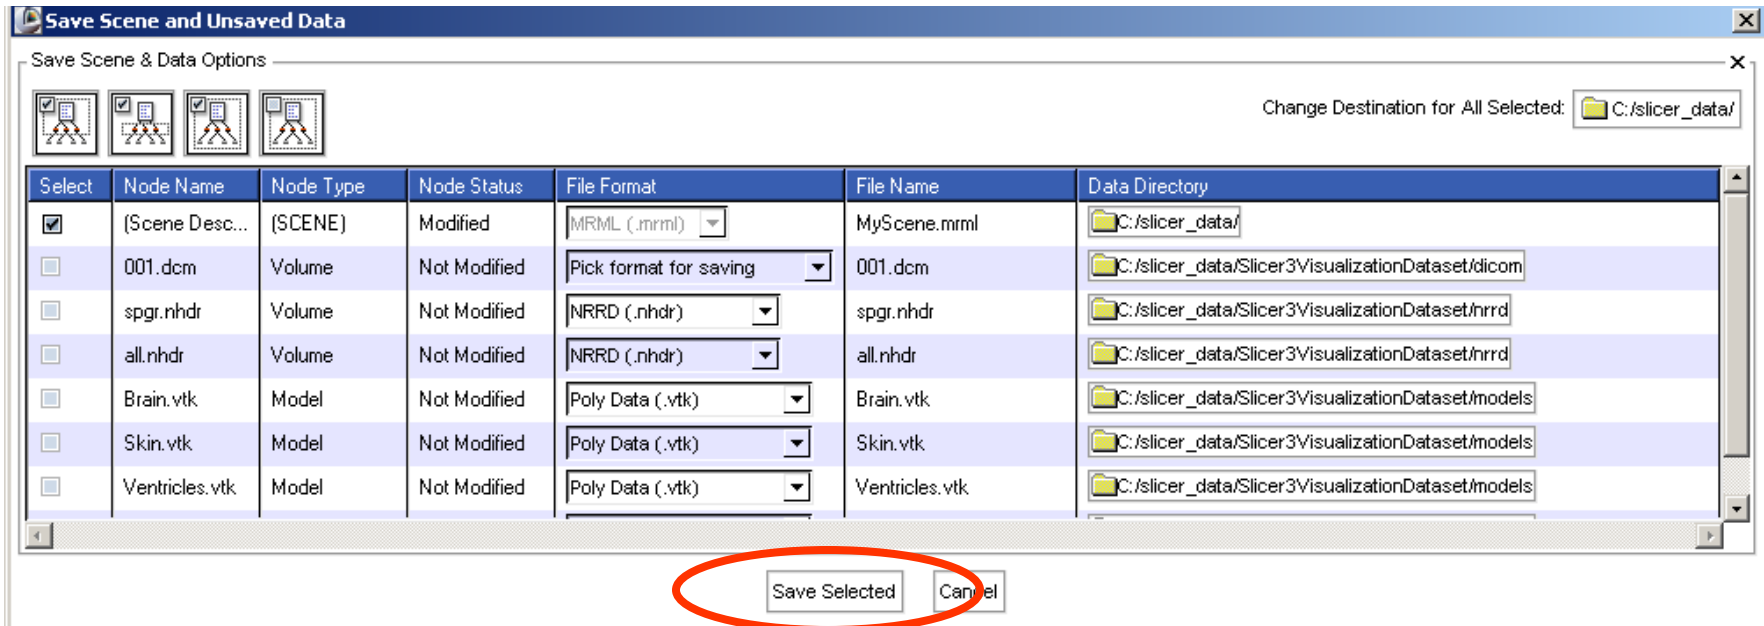 Save Scene and Unsaved Data
Save Scene & Data Options
Change Destination for All Selected: C:/slicer_data/
Select Node Name Node Type Node Status File Format File Name Data Directory
(Scene Desc... (SCENE) Modified MRML (.mrml) MyScene.mrml C:/slicer_data/
001.dcm Volume Not Modified Pick format for saving 001.dcm C:/slicer_data/Slicer3VisualizationDataset/dicom
spgr.nhdr Volume Not Modified NRRD (.nhdr) spgr.nhdr C:/slicer_data/Slicer3VisualizationDataset/nrrd
all.nhdr Volume Not Modified NRRD (.nhdr) all.nhdr C:/slicer_data/Slicer3VisualizationDataset/nrrd
Brain.vtk Model Not Modified Poly Data (.vtk) Brain.vtk C:/slicer_data/Slicer3VisualizationDataset/models
Skin.vtk Model Not Modified Poly Data (.vtk) Skin.vtk C:/slicer_data/Slicer3VisualizationDataset/models
Ventricles.vtk Model Not Modified Poly Data (.vtk) Ventricles.vtk C:/slicer_data/Slicer3VisualizationDataset/models
Save Selected Cancel